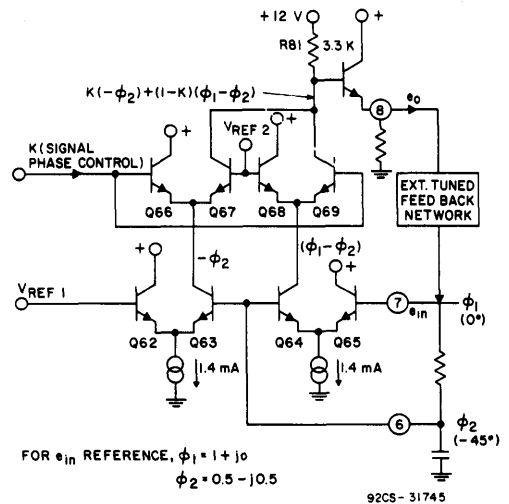 +12 V
+
R81
3.3 K
K(-ϕ2)+(1-K)(ϕ1-ϕ2)
8
eo
K(SIGNAL
PHASE CONTROL)
+
VREF 2
+
EXT. TUNED
FEED BACK
NETWORK
Q66
Q67
Q68
Q69
-ϕ2
(ϕ1-ϕ2)
+
+
VREF 1
7
ein
ϕ1
(0°)
Q62
Q63
Q64
Q65
1.4 mA
1.4 mA
6
ϕ2
(-45°)
FOR ein REFERENCE, ϕ1 = 1 + jo
ϕ2 = 0.5 - j0.5
92CS-31745